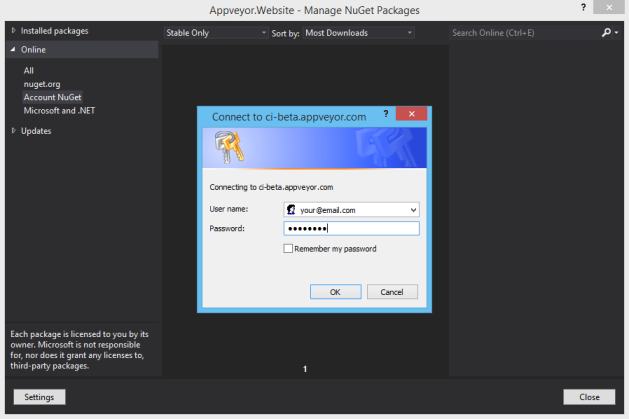 Appveyor.Website - Manage NuGet Packages
? ×
Installed packages
Online
All
nuget.org
Account NuGet
Microsoft and .NET
Updates
Stable Only
Sort by: Most Downloads
Search Online (Ctrl+E)
Connect to ci-beta.appveyor.com
? ×
Connecting to ci-beta.appveyor.com
User name:
your@email.com
Password:
••••••••
Remember my password
OK
Cancel
Each package is licensed to you by its
owner. Microsoft is not responsible
for, nor does it grant any licenses to,
third-party packages.
1
Settings
Close